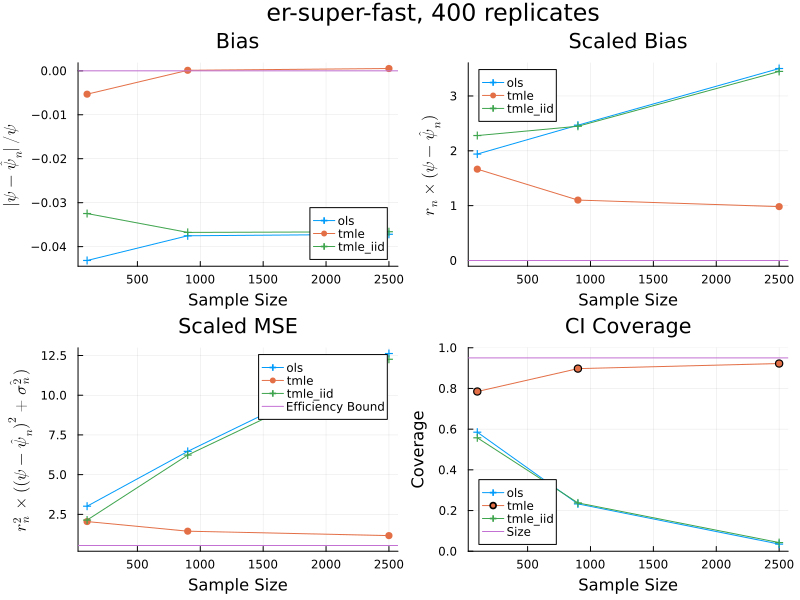 er-super-fast, 400 replicates
Bias
Scaled Bias
|ψ − ψ̂_n| / ψ
0.00
−0.01
−0.02
−0.03
−0.04
ols
tmle
tmle_iid
500
1000
1500
2000
2500
Sample Size
r_n × (ψ − ψ̂_n)
3
2
1
0
ols
tmle
tmle_iid
500
1000
1500
2000
2500
Sample Size
Scaled MSE
CI Coverage
r_n^2 × ((ψ − ψ̂_n)^2 + σ̂_n^2)
12.5
10.0
7.5
5.0
2.5
ols
tmle
tmle_iid
Efficiency Bound
500
1000
1500
2000
2500
Sample Size
Coverage
1.0
0.8
0.6
0.4
0.2
0.0
ols
tmle
tmle_iid
Size
500
1000
1500
2000
2500
Sample Size